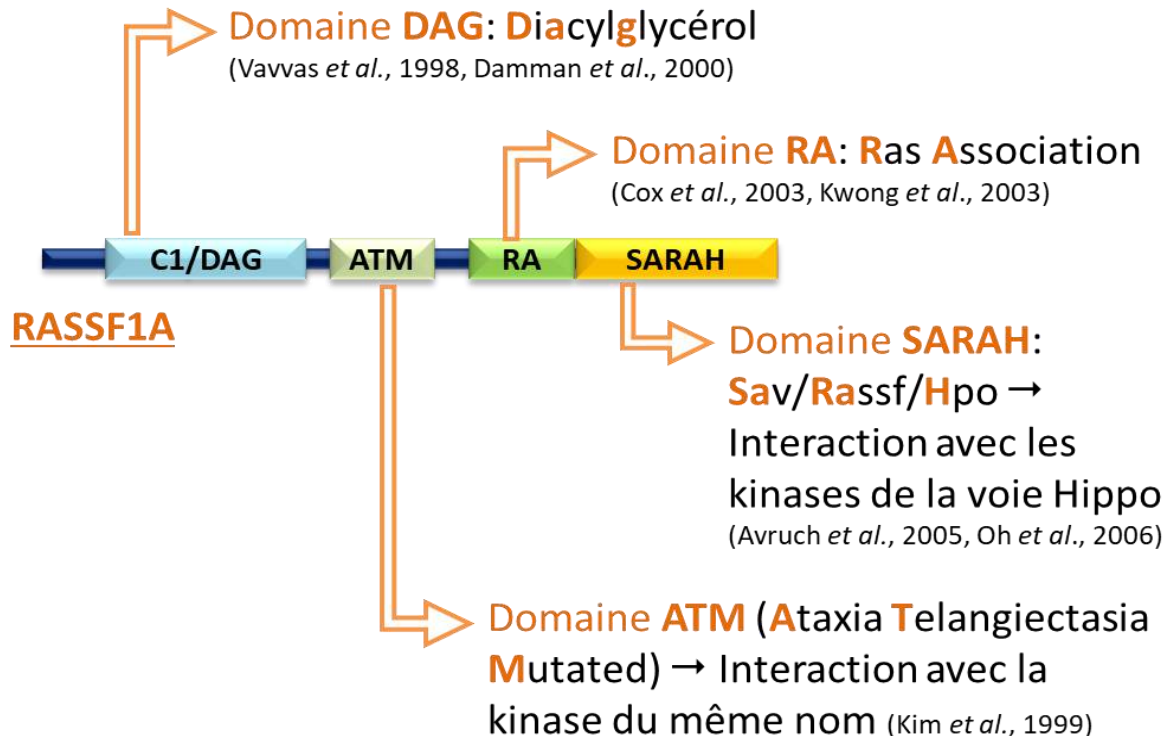 Domaine DAG: Diacylglycérol
(Vavvas et al., 1998, Damman et al., 2000)
Domaine RA: Ras Association
(Cox et al., 2003, Kwong et al., 2003)
C1/DAG ATM RA SARAH
RASSF1A
Domaine SARAH:
Sav/Rassf/Hpo →
Interaction avec les
kinases de la voie Hippo
(Avruch et al., 2005, Oh et al., 2006)
Domaine ATM (Ataxia Telangiectasia
Mutated) → Interaction avec la
kinase du même nom (Kim et al., 1999)